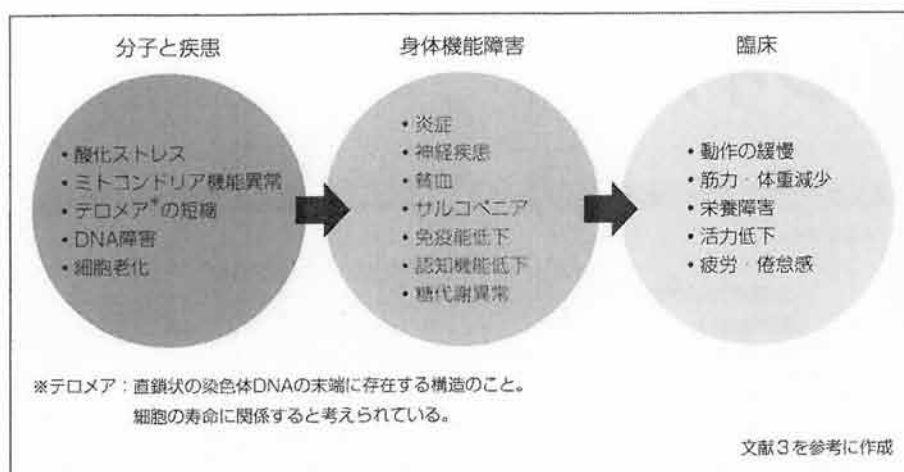 分子と疾患
・酸化ストレス
・ミトコンドリア機能異常
・テロメア※の短縮
・DNA障害
・細胞老化
身体機能障害
・炎症
・神経疾患
・貧血
・サルコペニア
・免疫能低下
・認知機能低下
・糖代謝異常
臨床
・動作の緩慢
・筋力・体重減少
・栄養障害
・活力低下
・疲労・倦怠感
※テロメア：直鎖状の染色体DNAの末端に存在する構造のこと。
細胞の寿命に関係すると考えられている。
文献3を参考に作成